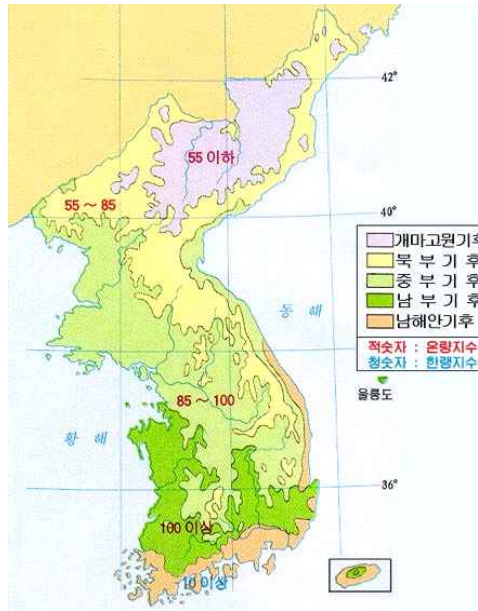 42°
55 이하
55 ~ 85
40°
개마고원기후
북 부 기 후
중 부 기 후
남 부 기 후
남해안기후
적숫자 : 온량지수
청숫자 : 한랭지수
동 해
울릉도
85 ~ 100
황 해
36°
100 이상
10 이상